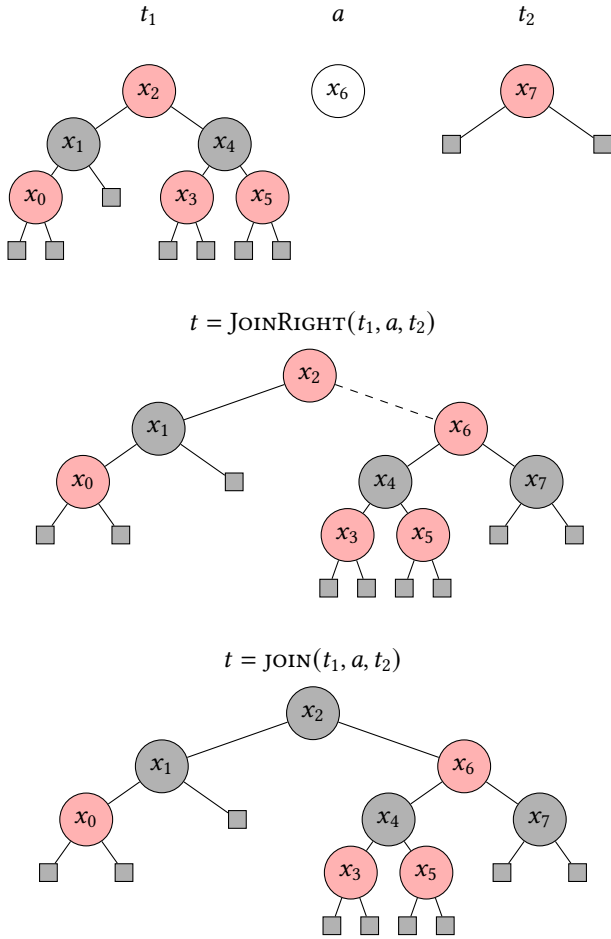 t₁ a t₂
x₂ x₆ x₇
x₁ x₄
x₀ x₃ x₅
t = JoinRight(t₁, a, t₂)
x₂
x₁ x₆
x₀ x₄ x₇
x₃ x₅
t = join(t₁, a, t₂)
x₂
x₁ x₆
x₀ x₄ x₇
x₃ x₅